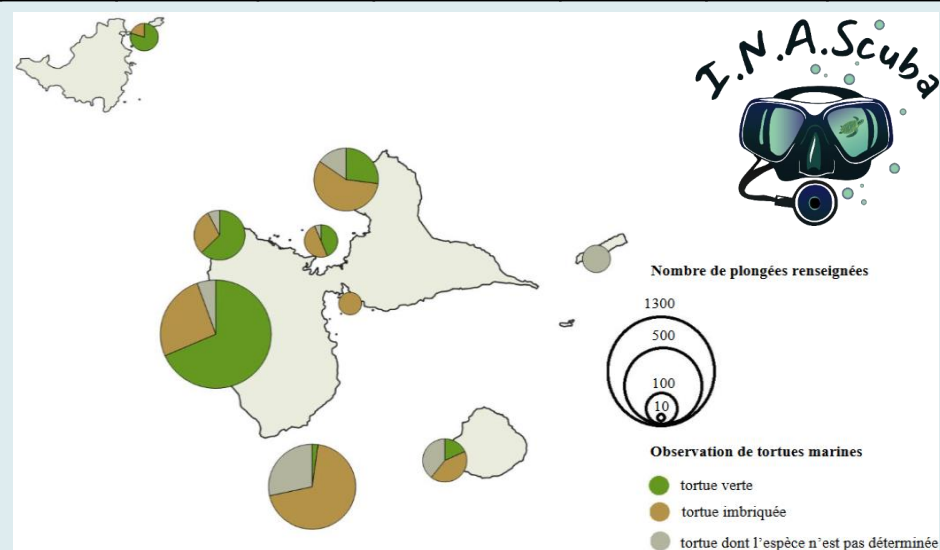 I.N.A.Scuba
Nombre de plongées renseignées
1300
500
100
10
Observation de tortues marines
tortue verte
tortue imbriquée
tortue dont l'espèce n'est pas déterminée